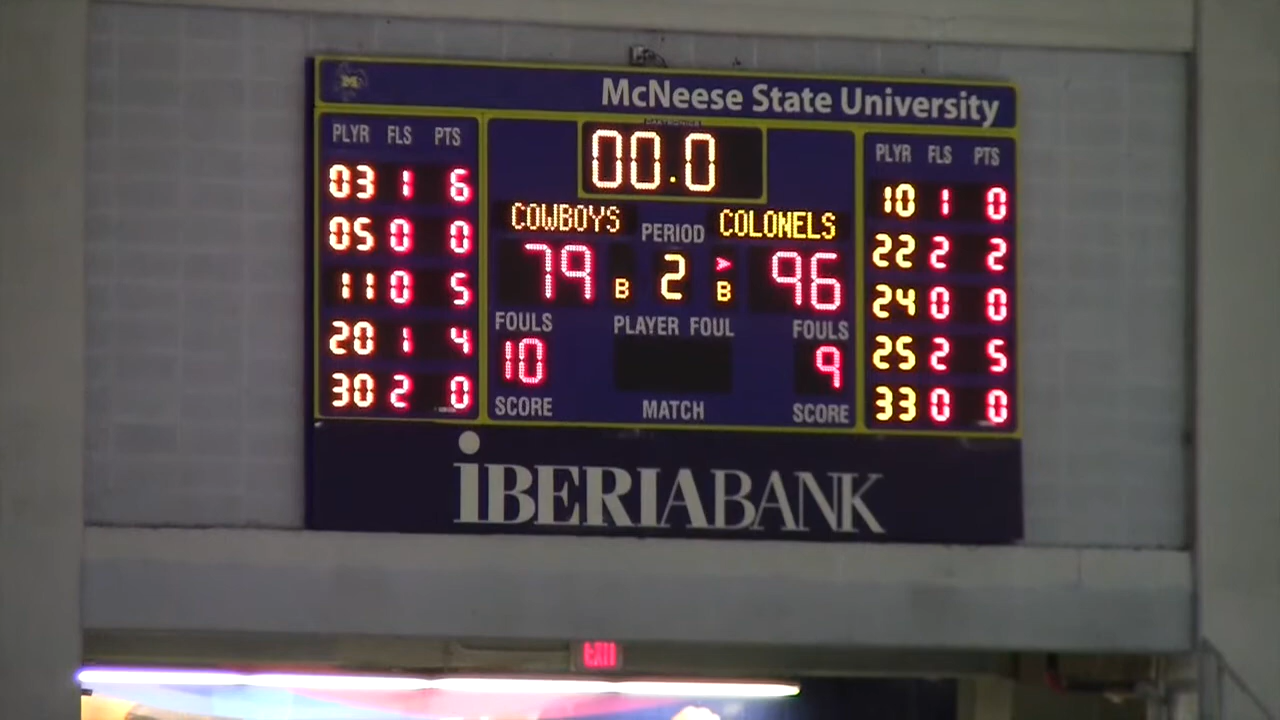 McNeese State University
PLYR FLS PTS
03 1 6
05 0 0
11 0 5
20 1 4
30 2 0
00.0
COWBOYS PERIOD COLONELS
79 B 2 > B 96
FOULS PLAYER FOUL FOULS
10 9
SCORE MATCH SCORE
PLYR FLS PTS
10 1 0
22 2 2
24 0 0
25 2 5
33 0 0
iBERIABANK
EXIT